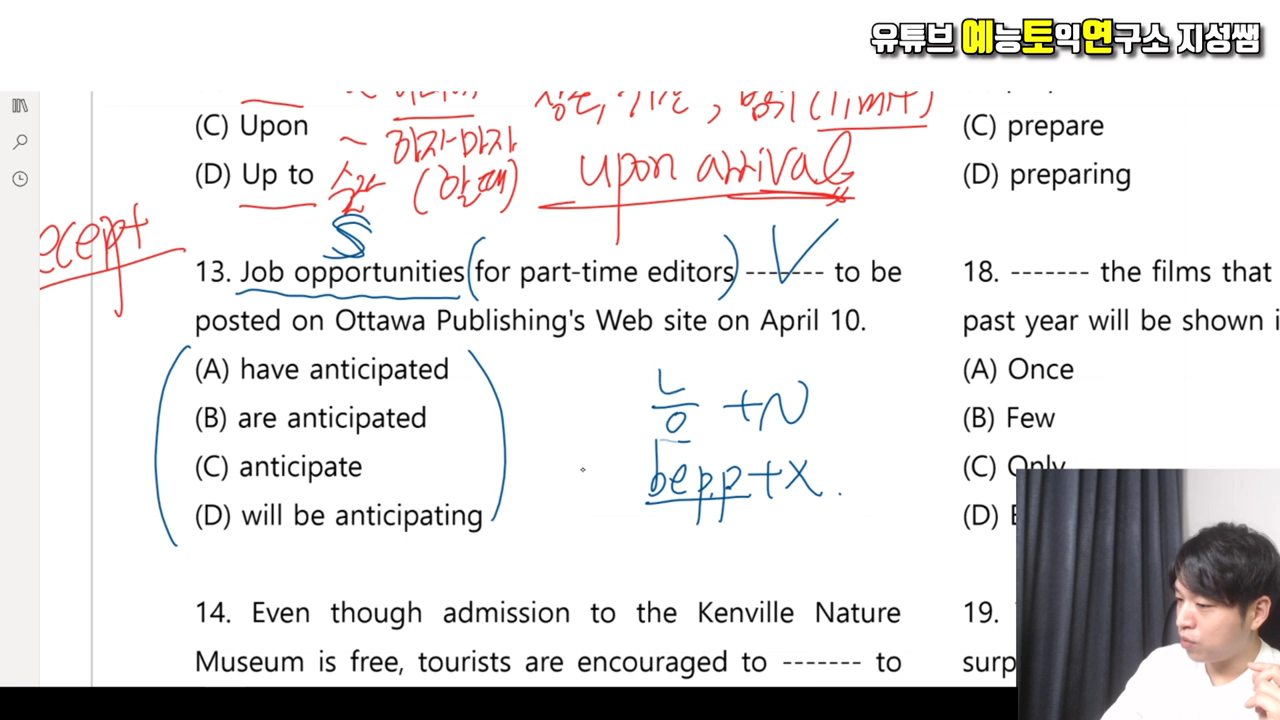 유튜브 예능토익연구소 지성쌤
(limit)
(C) Upon ~ 하자마자
(D) Up to (할때) upon arrival
(C) prepare
(D) preparing
S
13. Job opportunities (for part-time editors) ------- to be
posted on Ottawa Publishing's Web site on April 10.
(A) have anticipated
(B) are anticipated
(C) anticipate
(D) will be anticipating
+N
be p.p + X .
14. Even though admission to the Kenville Nature
Museum is free, tourists are encouraged to ------- to
18. ------- the films that
past year will be shown i
(A) Once
(B) Few
(C) Only
(D)
19.
surp